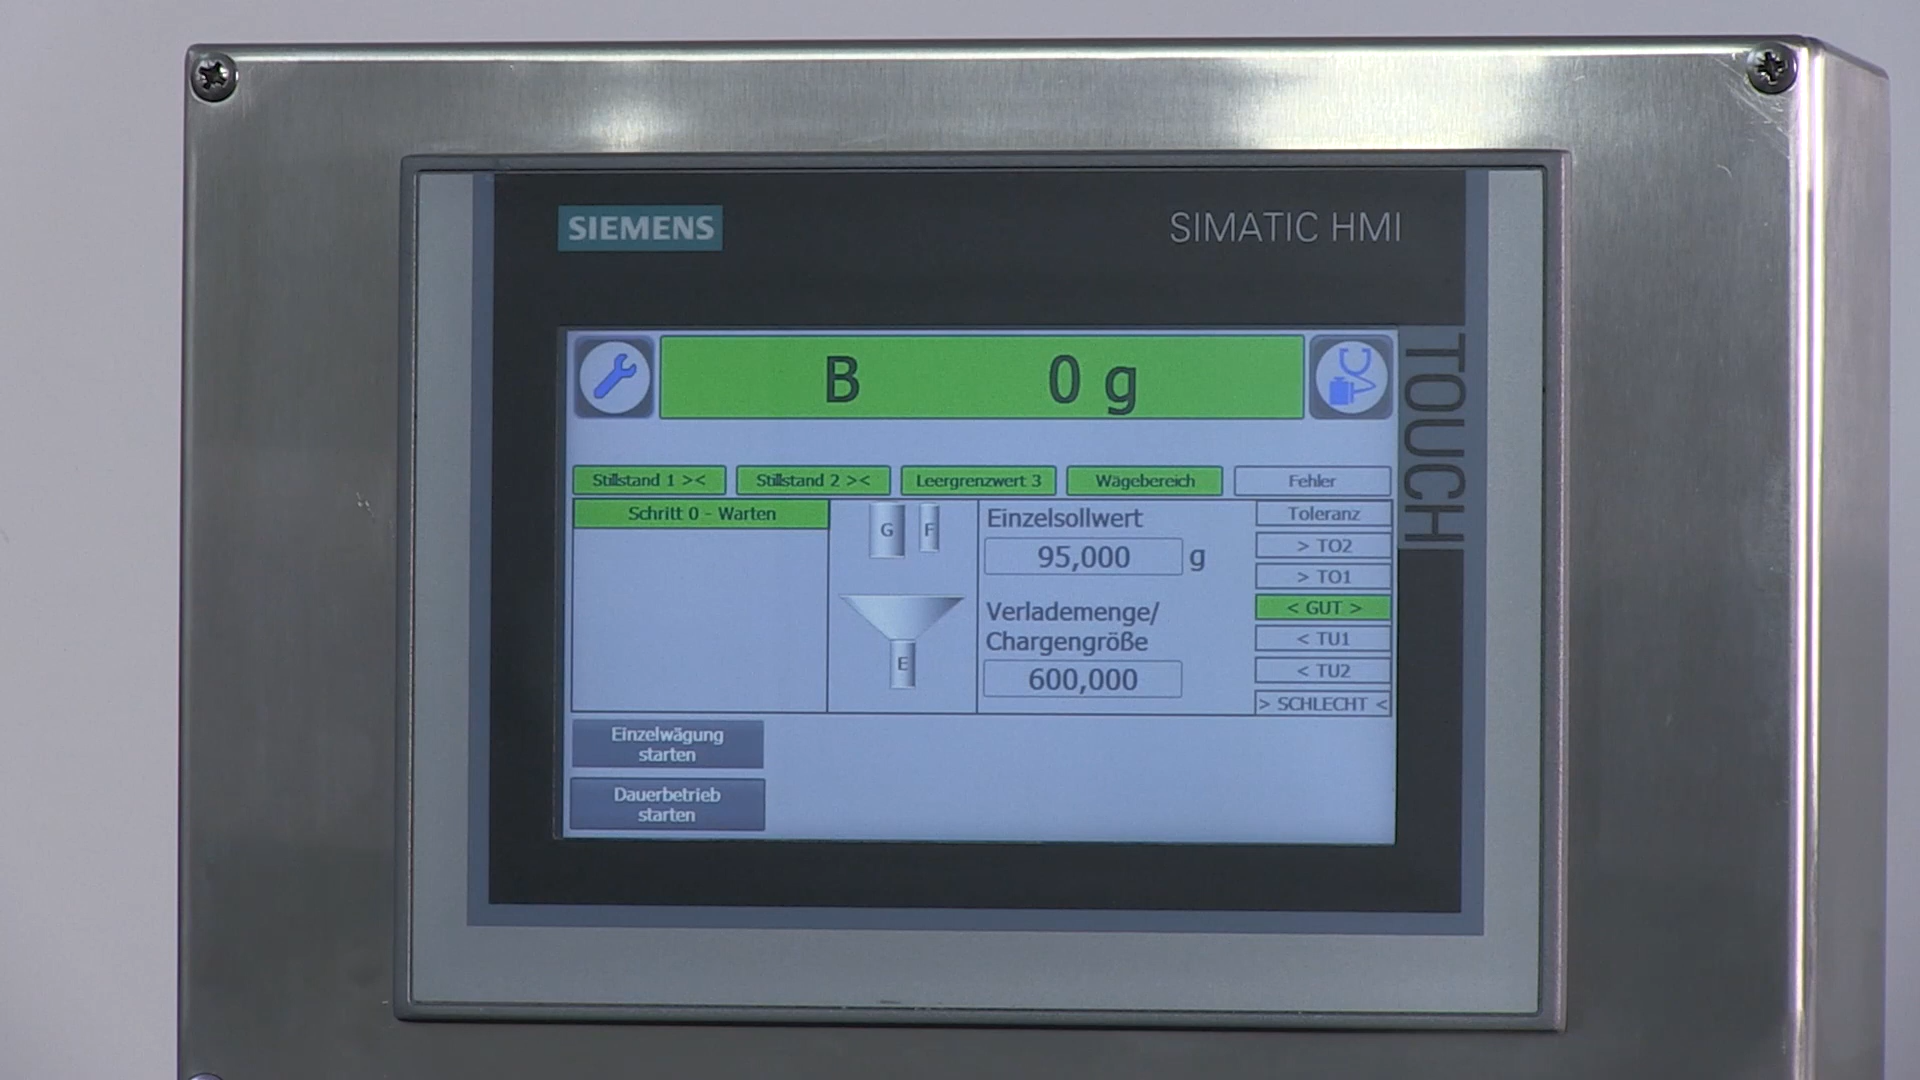 SIEMENS
SIMATIC HMI
TOUCH
B 0 g
Stillstand 1 >< Stillstand 2 >< Leergrenzwert 3 Wägebereich Fehler
Schritt 0 - Warten
G F
E
Einzelsollwert
95,000 g
Verlademenge/
Chargengröße
600,000
Toleranz
> TO2
> TO1
< GUT >
< TU1
< TU2
> SCHLECHT <
Einzelwägung
starten
Dauerbetrieb
starten